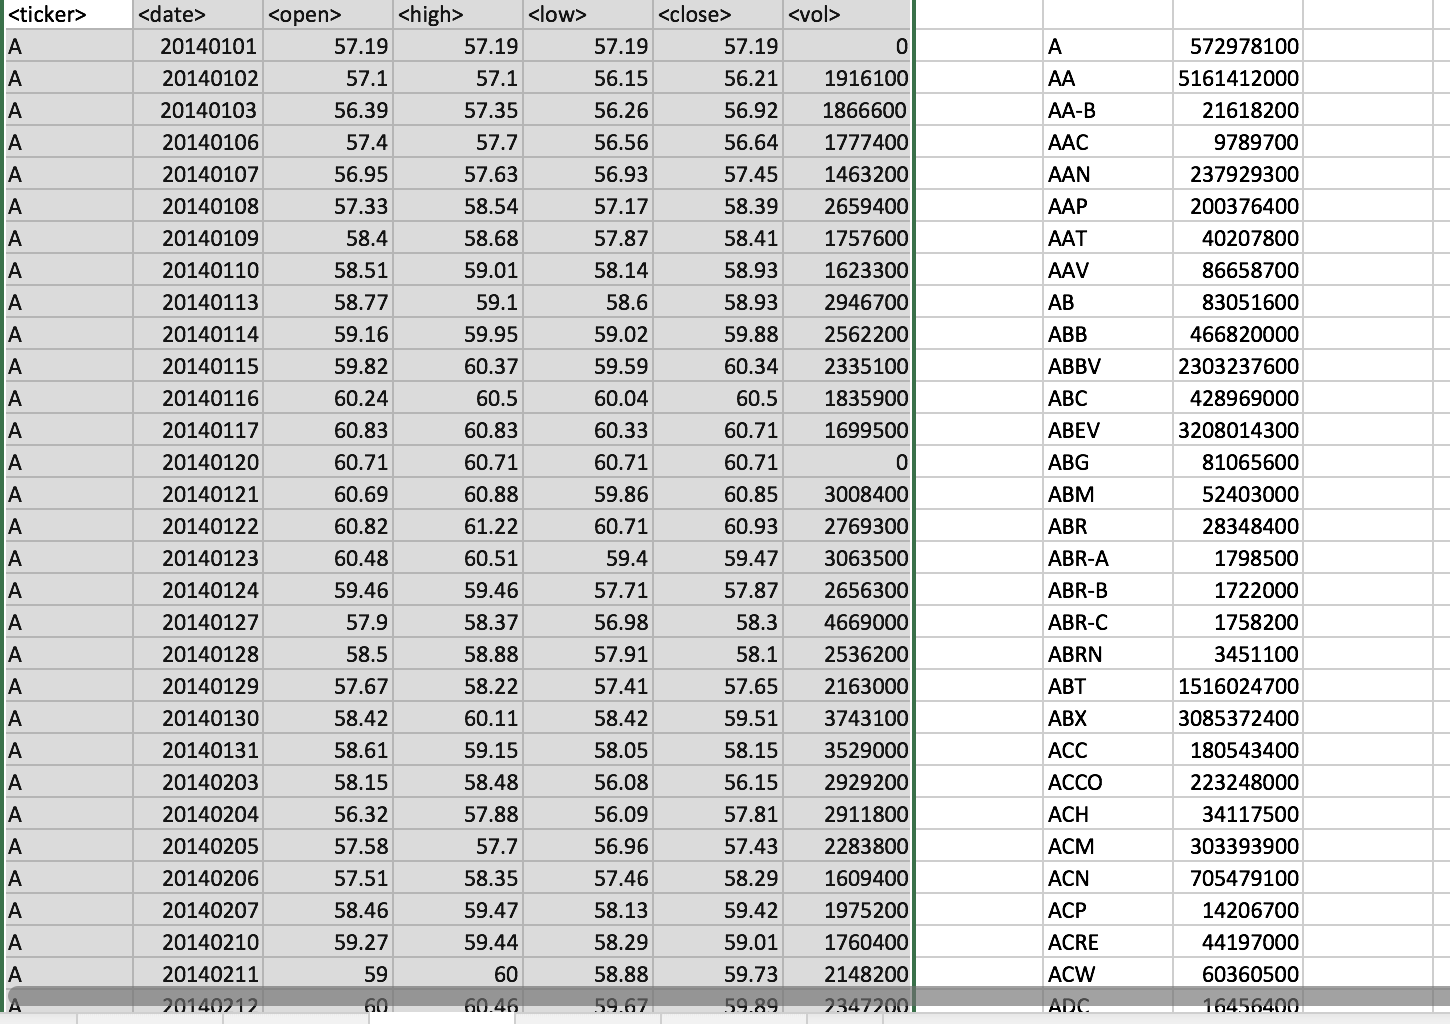 <ticker> <date> <open> <high> <low> <close> <vol>
A 20140101 57.19 57.19 57.19 57.19 0 A 572978100
A 20140102 57.1 57.1 56.15 56.21 1916100 AA 5161412000
A 20140103 56.39 57.35 56.26 56.92 1866600 AA-B 21618200
A 20140106 57.4 57.7 56.56 56.64 1777400 AAC 9789700
A 20140107 56.95 57.63 56.93 57.45 1463200 AAN 237929300
A 20140108 57.33 58.54 57.17 58.39 2659400 AAP 200376400
A 20140109 58.4 58.68 57.87 58.41 1757600 AAT 40207800
A 20140110 58.51 59.01 58.14 58.93 1623300 AAV 86658700
A 20140113 58.77 59.1 58.6 58.93 2946700 AB 83051600
A 20140114 59.16 59.95 59.02 59.88 2562200 ABB 466820000
A 20140115 59.82 60.37 59.59 60.34 2335100 ABBV 2303237600
A 20140116 60.24 60.5 60.04 60.5 1835900 ABC 428969000
A 20140117 60.83 60.83 60.33 60.71 1699500 ABEV 3208014300
A 20140120 60.71 60.71 60.71 60.71 0 ABG 81065600
A 20140121 60.69 60.88 59.86 60.85 3008400 ABM 52403000
A 20140122 60.82 61.22 60.71 60.93 2769300 ABR 28348400
A 20140123 60.48 60.51 59.4 59.47 3063500 ABR-A 1798500
A 20140124 59.46 59.46 57.71 57.87 2656300 ABR-B 1722000
A 20140127 57.9 58.37 56.98 58.3 4669000 ABR-C 1758200
A 20140128 58.5 58.88 57.91 58.1 2536200 ABRN 3451100
A 20140129 57.67 58.22 57.41 57.65 2163000 ABT 1516024700
A 20140130 58.42 60.11 58.42 59.51 3743100 ABX 3085372400
A 20140131 58.61 59.15 58.05 58.15 3529000 ACC 180543400
A 20140203 58.15 58.48 56.08 56.15 2929200 ACCO 223248000
A 20140204 56.32 57.88 56.09 57.81 2911800 ACH 34117500
A 20140205 57.58 57.7 56.96 57.43 2283800 ACM 303393900
A 20140206 57.51 58.35 57.46 58.29 1609400 ACN 705479100
A 20140207 58.46 59.47 58.13 59.42 1975200 ACP 14206700
A 20140210 59.27 59.44 58.29 59.01 1760400 ACRE 44197000
A 20140211 59 60 58.88 59.73 2148200 ACW 60360500
A 20140212 60 60.46 59.67 59.89 2347200 ADC 16456400